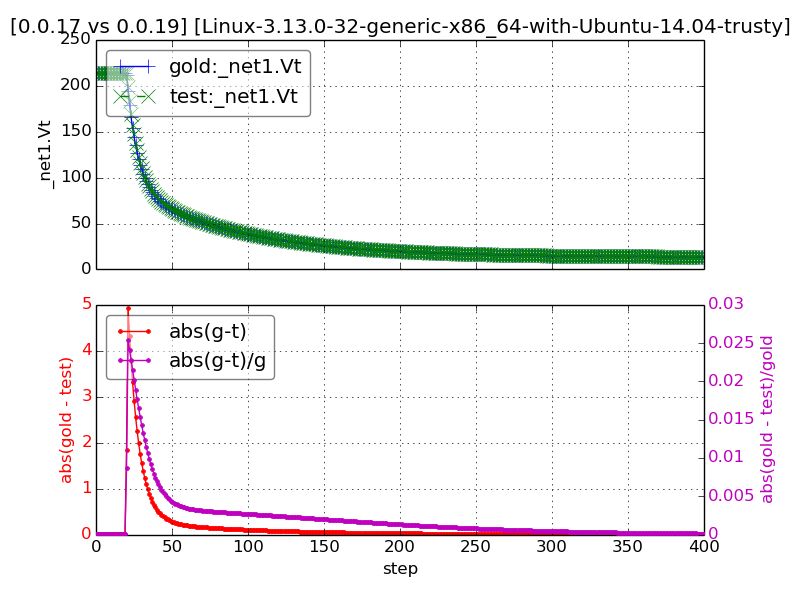 [0.0.17 vs 0.0.19] [Linux-3.13.0-32-generic-x86_64-with-Ubuntu-14.04-trusty]
250
200
150
100
50
0
_net1.Vt
gold:_net1.Vt
test:_net1.Vt
5
4
3
2
1
0
abs(gold - test)
abs(g-t)
abs(g-t)/g
0.03
0.025
0.02
0.015
0.01
0.005
0
abs(gold - test)/gold
0 50 100 150 200 250 300 350 400
step